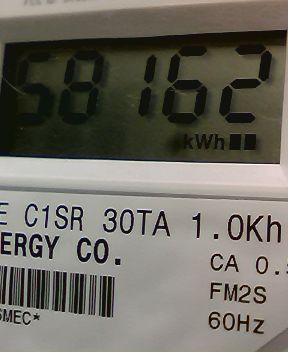 58162
kWh
E C1SR 30TA 1.0Kh
ERGY CO.
CA 0.
FM2S
SMEC*
60Hz